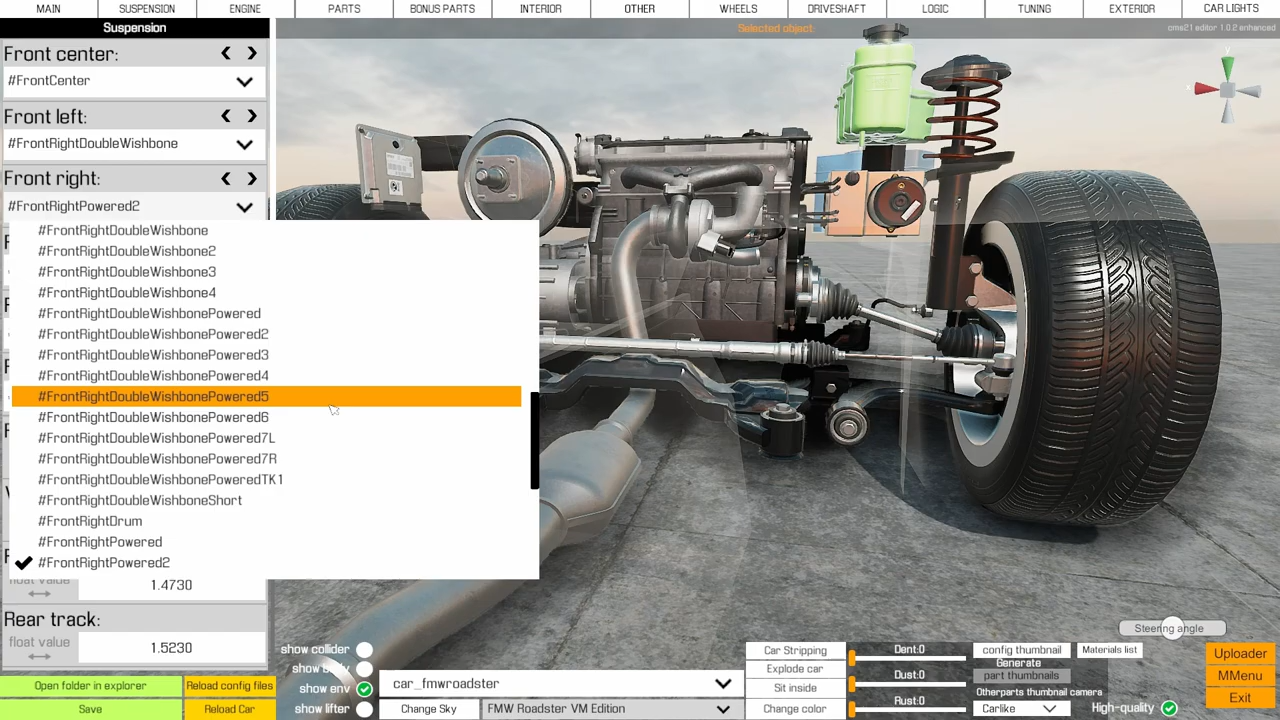 MAIN SUSPENSION ENGINE PARTS BONUS PARTS INTERIOR OTHER WHEELS DRIVESHAFT LOGIC TUNING EXTERIOR CAR LIGHTS
Suspension
Selected object:
cms21 editor 1.0.2 enhanced
Front center:
#FrontCenter
Front left:
#FrontRightDoubleWishbone
Front right:
#FrontRightPowered2
#FrontRightDoubleWishbone
#FrontRightDoubleWishbone2
#FrontRightDoubleWishbone3
#FrontRightDoubleWishbone4
#FrontRightDoubleWishbonePowered
#FrontRightDoubleWishbonePowered2
#FrontRightDoubleWishbonePowered3
#FrontRightDoubleWishbonePowered4
#FrontRightDoubleWishbonePowered5
#FrontRightDoubleWishbonePowered6
#FrontRightDoubleWishbonePowered7L
#FrontRightDoubleWishbonePowered7R
#FrontRightDoubleWishbonePoweredTK1
#FrontRightDoubleWishboneShort
#FrontRightDrum
#FrontRightPowered
#FrontRightPowered2
float value
1.4730
Rear track:
float value
1.5230
Open folder in explorer
Reload config files
Save
Reload Car
show collider
show body
show env
show lifter
car_fmwroadster
Change Sky
FMW Roadster VM Edition
Car Stripping
Explode car
Sit inside
Change color
Dent:0
Dust:0
Rust:0
config thumbnail
Materials list
Generate
part thumbnails
Otherparts thumbnail camera
Carlike
High-quality
Steering angle
Uploader
MMenu
Exit
x
y